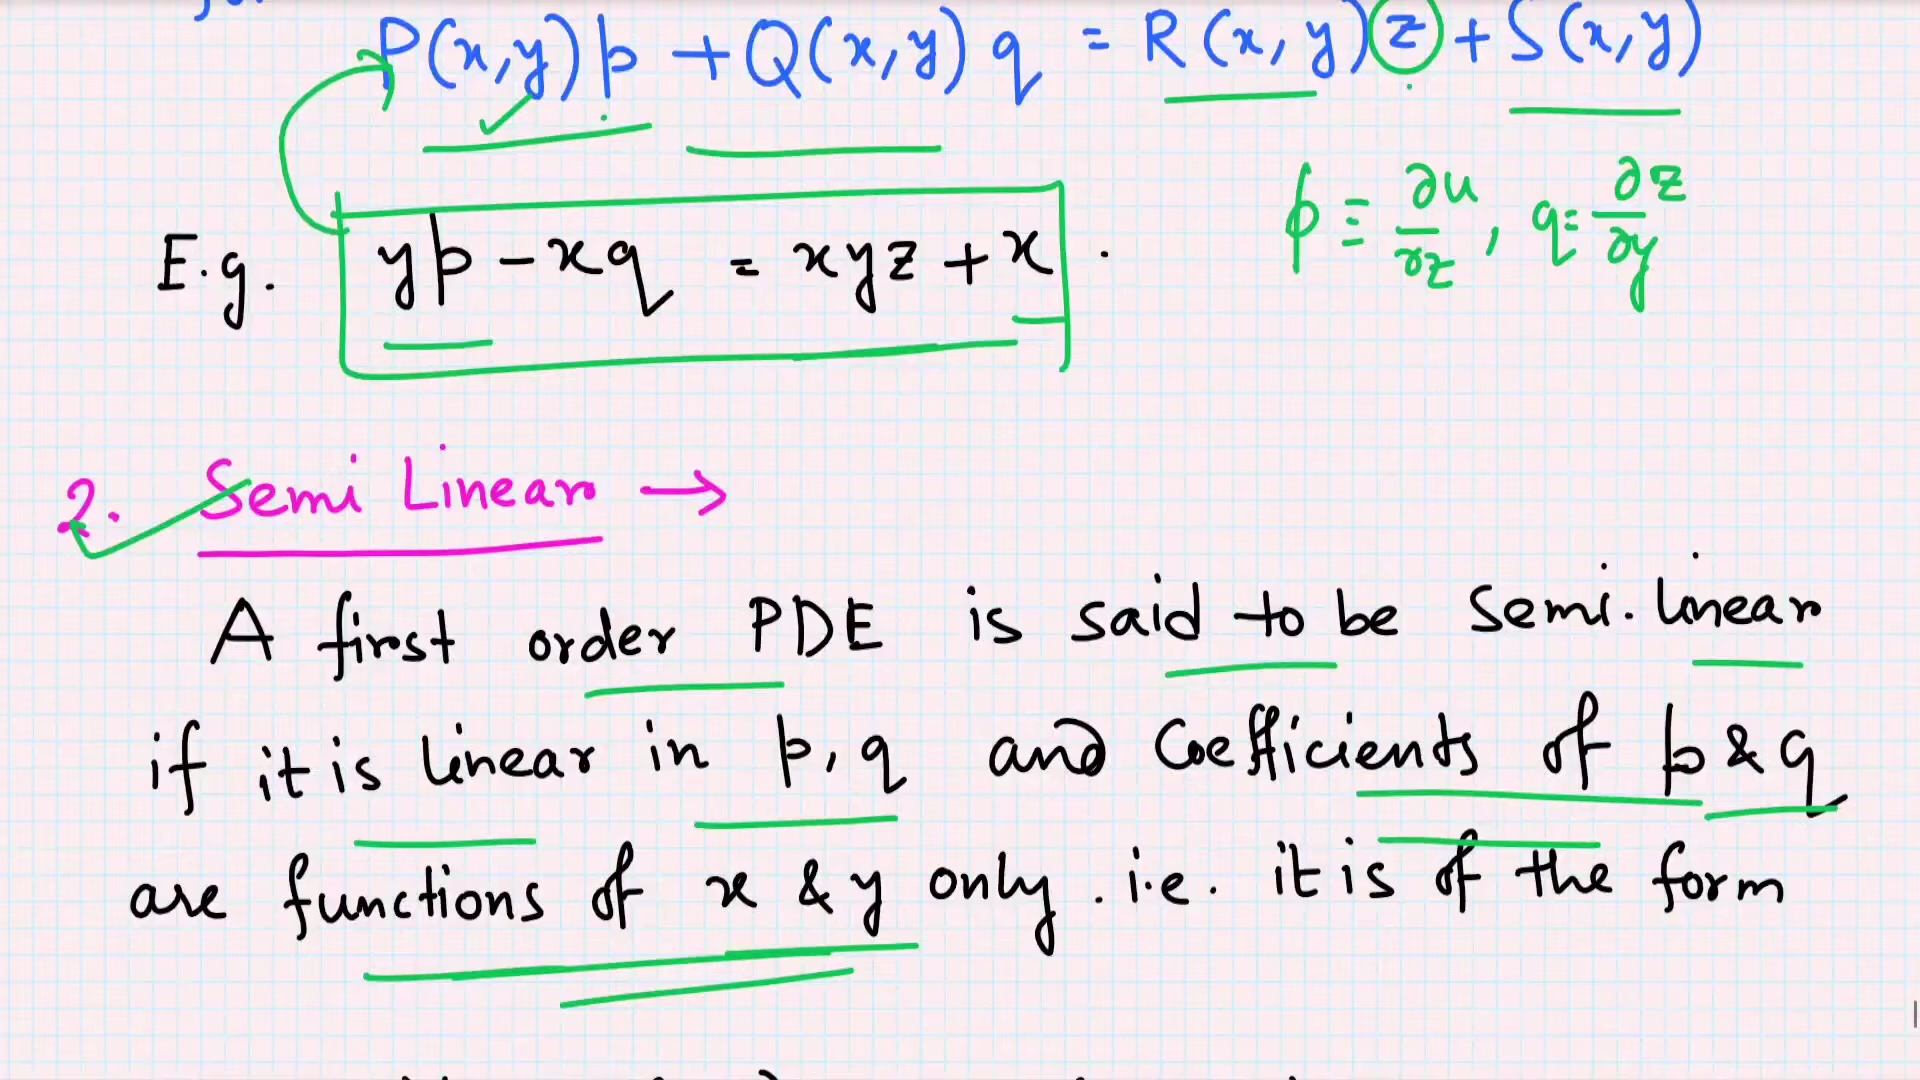 P(x,y)p + Q(x,y) q = R(x, y)z + S(x,y)
p ≡ ∂u/∂z, q = ∂z/∂y
E.g. yp - xq = xyz + x.
2. Semi Linear →
A first order PDE is said to be Semi. linear
if it is linear in p, q and Coefficients of p & q
are functions of x & y only. i.e. it is of the form